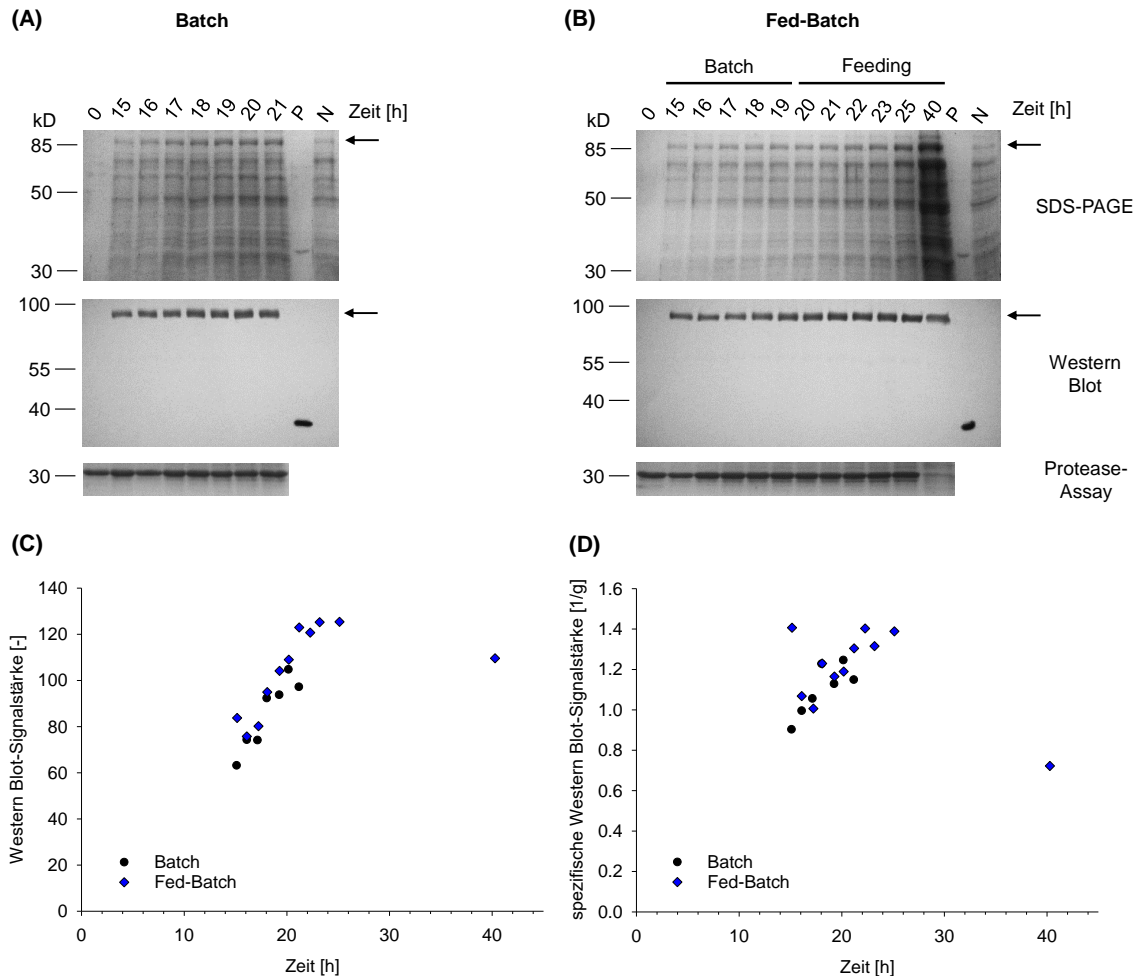 (A) Batch
0 15 16 17 18 19 20 21 P N Zeit [h]
kD
85
50
30
100
55
40
30
(B) Fed-Batch
Batch Feeding
0 15 16 17 18 19 20 21 22 23 25 40 P N Zeit [h]
kD
85
50
30
SDS-PAGE
100
55
40
Western
Blot
30
Protease-
Assay
(C)
Western Blot-Signalstärke [-]
140
120
100
80
60
40
20
0
Batch
Fed-Batch
0 10 20 30 40
Zeit [h]
(D)
spezifische Western Blot-Signalstärke [1/g]
1.6
1.4
1.2
1.0
0.8
0.6
0.4
0.2
0.0
Batch
Fed-Batch
0 10 20 30 40
Zeit [h]